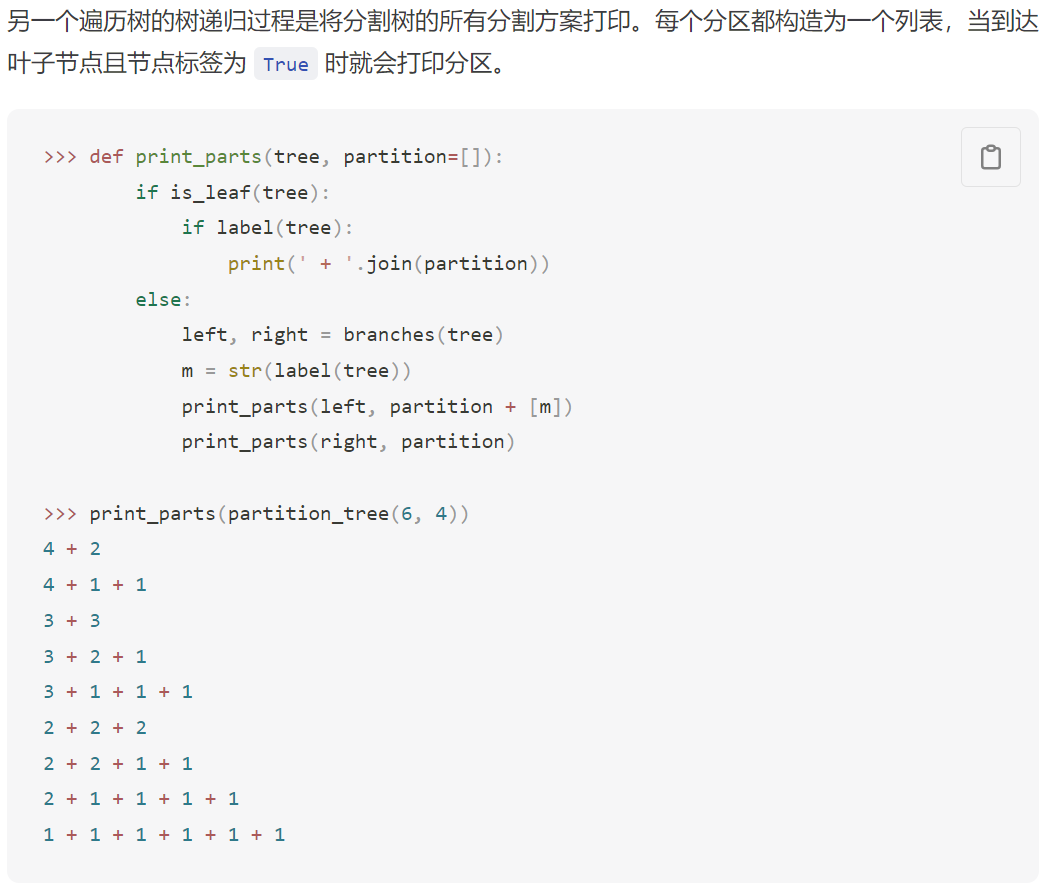 另一个遍历树的树递归过程是将分割树的所有分割方案打印。每个分区都构造为一个列表，当到达
叶子节点且节点标签为 True 时就会打印分区。
>>> def print_parts(tree, partition=[]):
        if is_leaf(tree):
            if label(tree):
                print(' + '.join(partition))
        else:
            left, right = branches(tree)
            m = str(label(tree))
            print_parts(left, partition + [m])
            print_parts(right, partition)
>>> print_parts(partition_tree(6, 4))
4 + 2
4 + 1 + 1
3 + 3
3 + 2 + 1
3 + 1 + 1 + 1
2 + 2 + 2
2 + 2 + 1 + 1
2 + 1 + 1 + 1 + 1
1 + 1 + 1 + 1 + 1 + 1